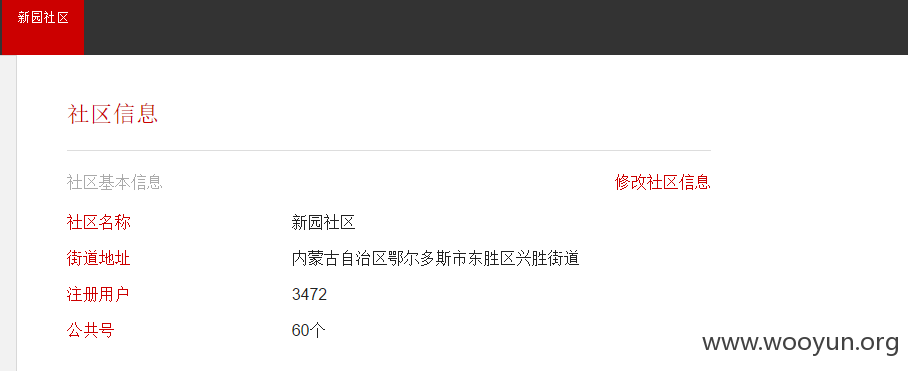 新园社区
社区信息
社区基本信息 修改社区信息
社区名称 新园社区
街道地址 内蒙古自治区鄂尔多斯市东胜区兴胜街道
注册用户 3472
公共号 60个
www.wooyun.org